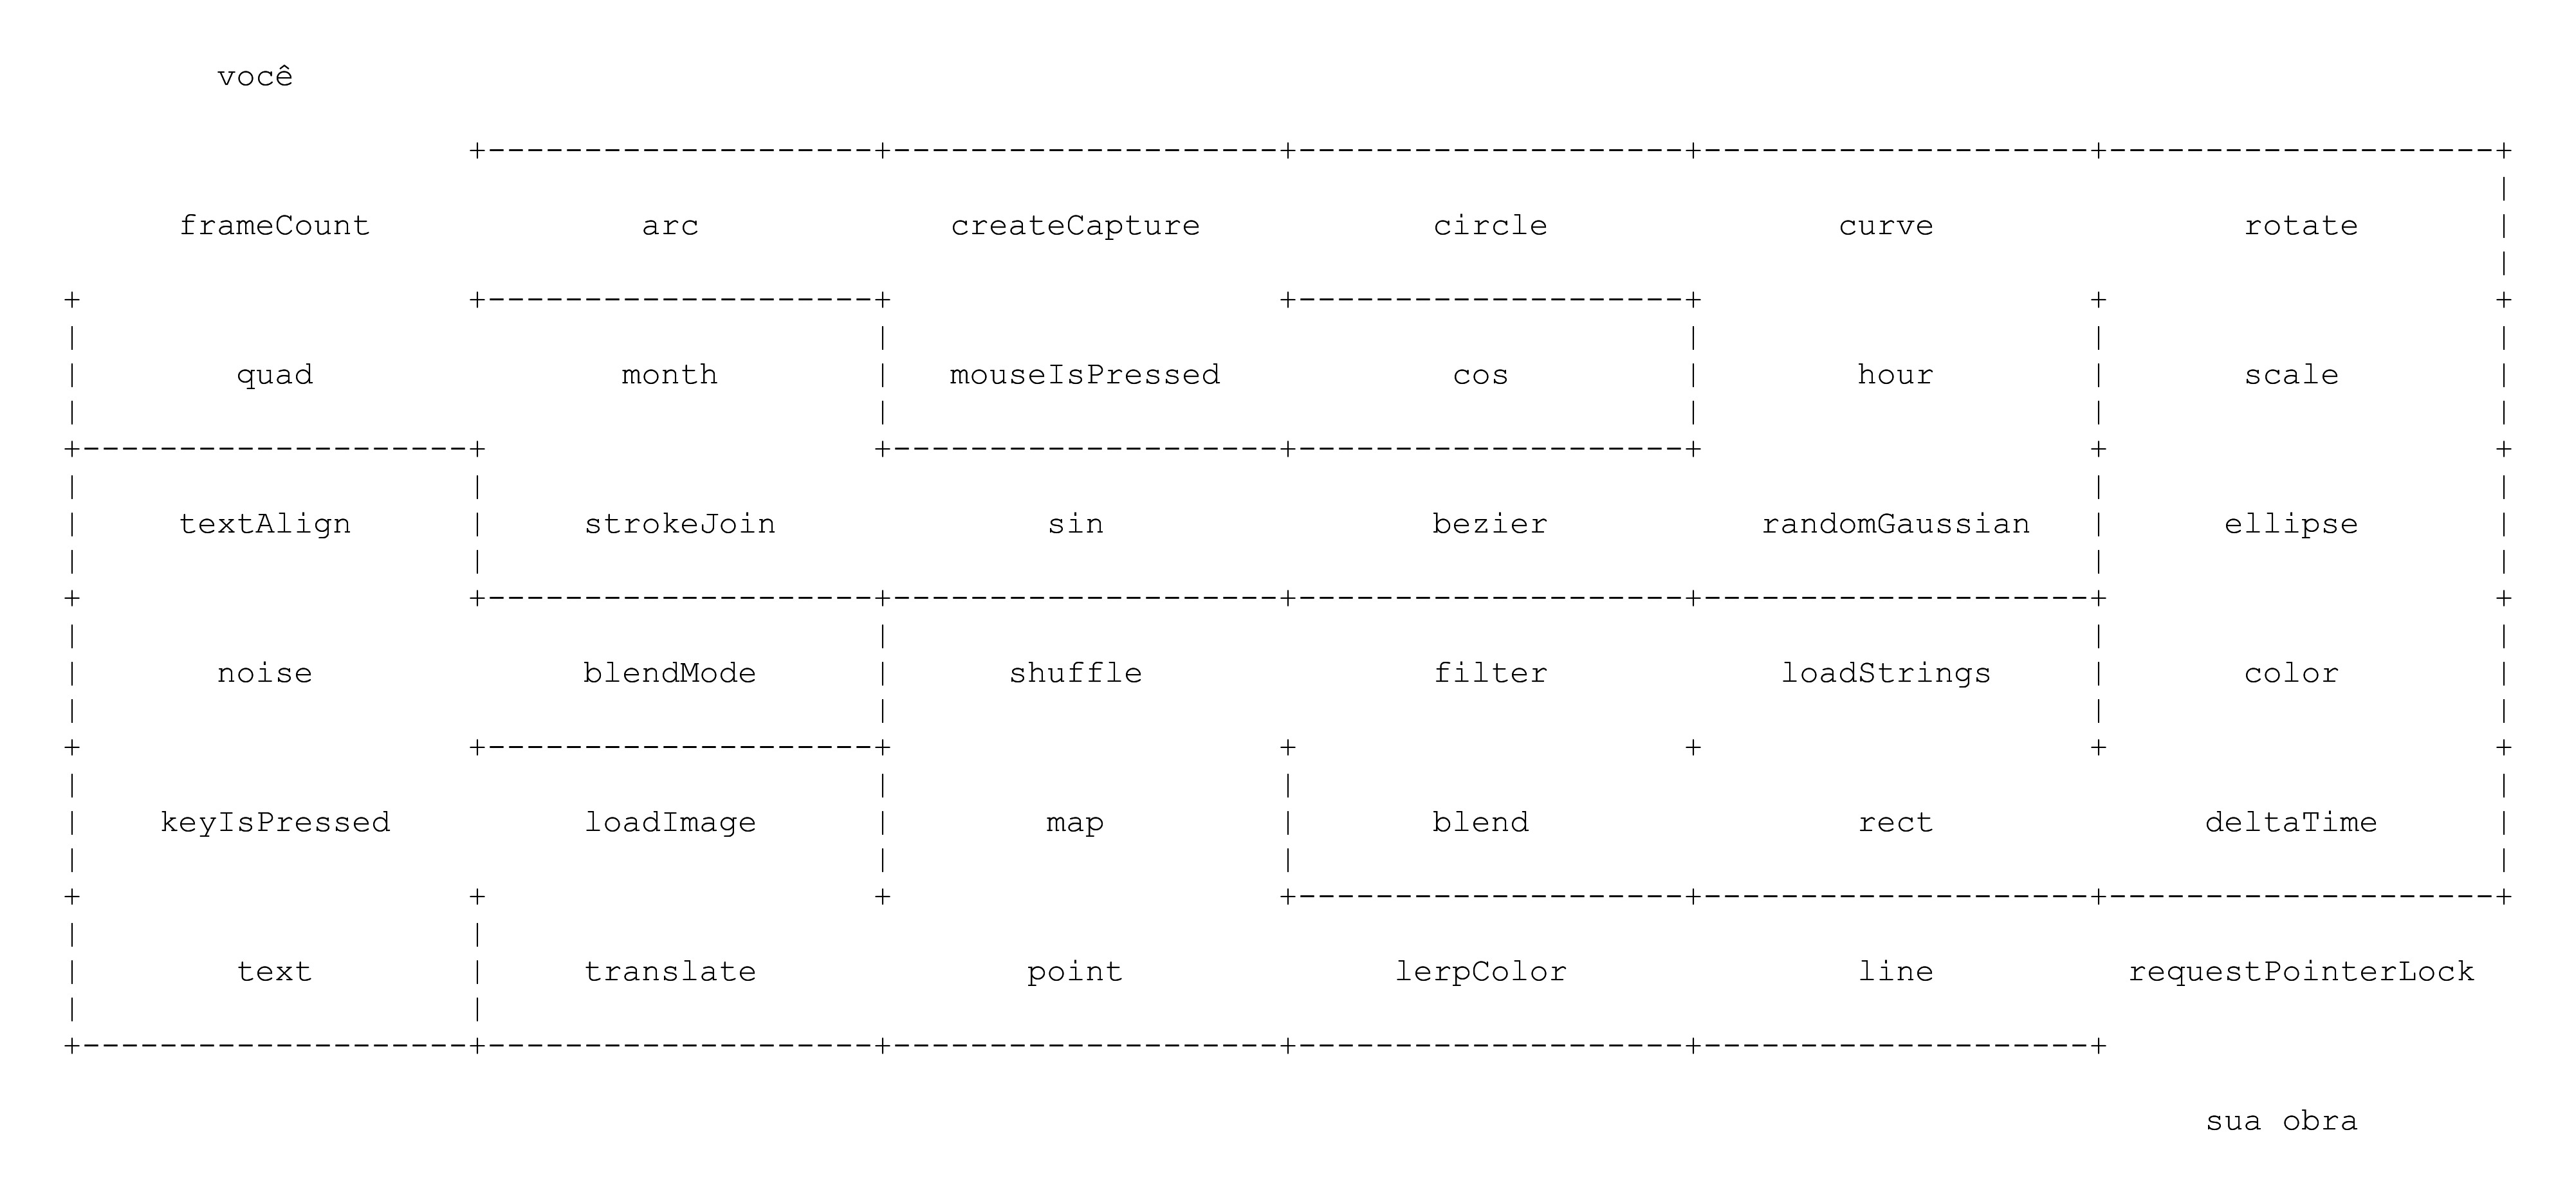 você
frameCount arc createCapture circle curve rotate
quad month mouseIsPressed cos hour scale
textAlign strokeJoin sin bezier randomGaussian ellipse
noise blendMode shuffle filter loadStrings color
keyIsPressed loadImage map blend rect deltaTime
text translate point lerpColor line requestPointerLock
sua obra